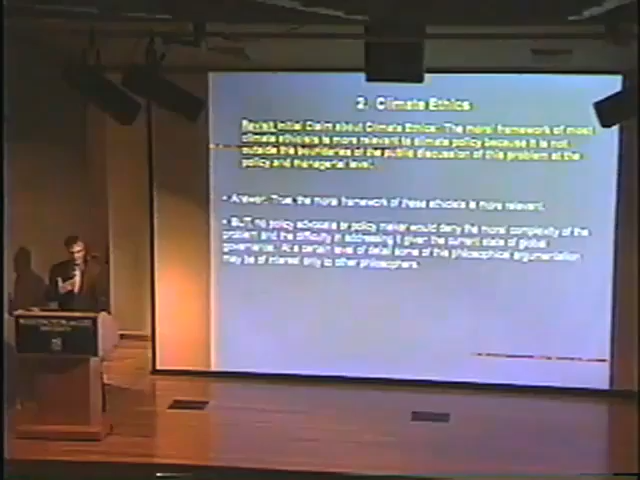 2. Climate Ethics
Revisit Initial Claim about Climate Ethics: "The moral framework of most
climate ethicists is more relevant to climate policy because it is not
outside the boundaries of the public discussion of this problem at the
policy and managerial level."
• Answer: True, the moral framework of these ethicists is more relevant.
• BUT, no policy advocate or policy maker would deny the moral complexity of the
problem and the difficulty in addressing it given the current state of global
governance. At a certain level of detail some of this philosophical argumentation
may be of interest only to other philosophers.